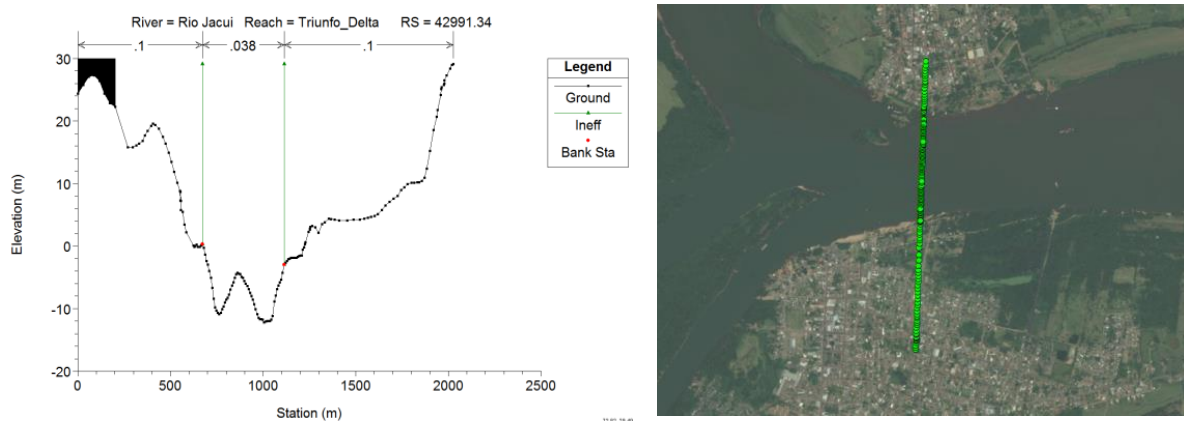 River = Rio Jacui   Reach = Triunfo_Delta      RS = 42991.34
.1 .038 .1
Legend
Ground
Ineff
Bank Sta
30
20
10
0
-10
-20
Elevation (m)
0 500 1000 1500 2000 2500
Station (m)